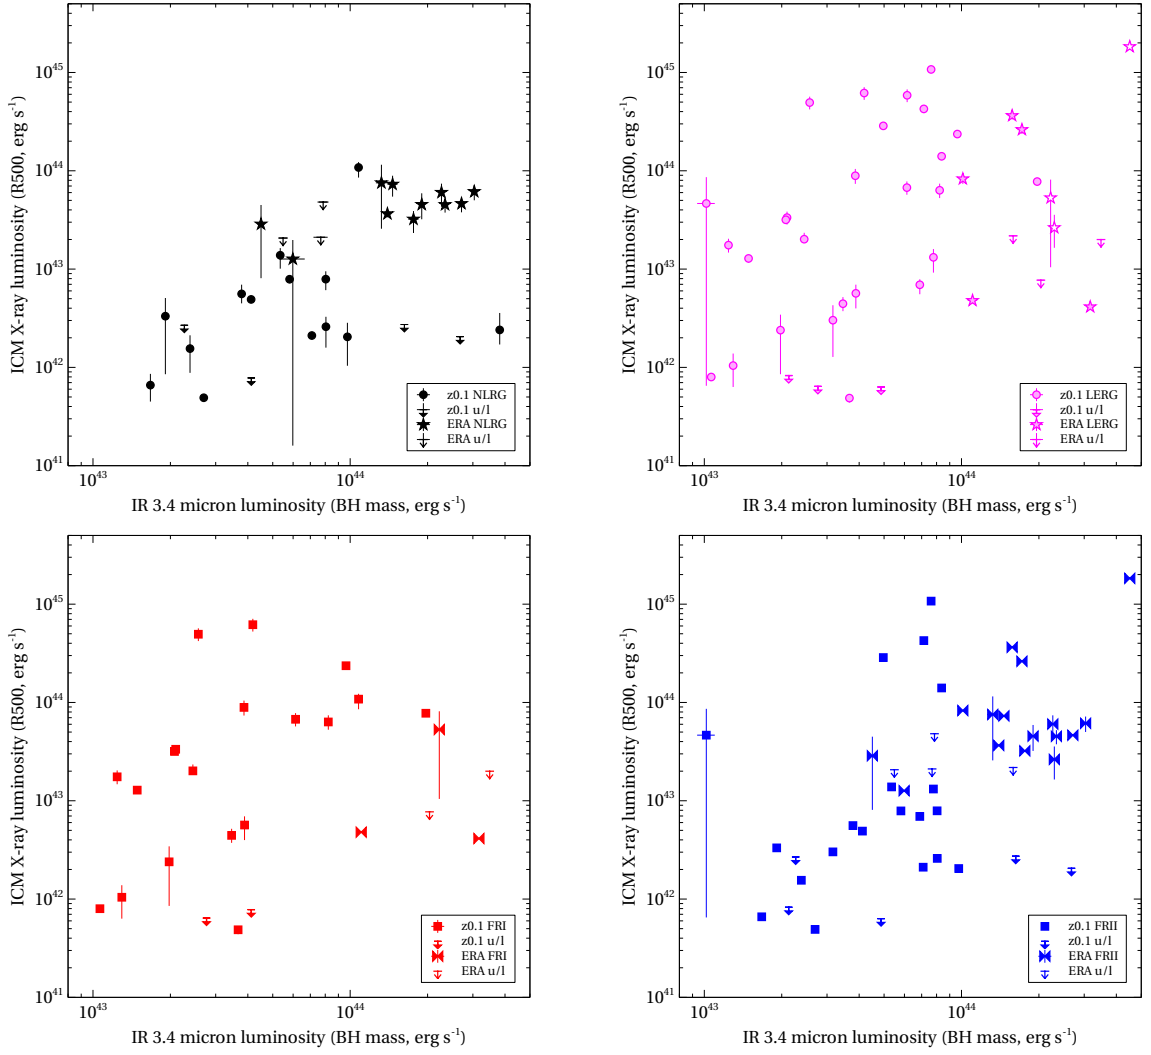 10^45
10^44
10^43
10^42
10^41
ICM X-ray luminosity (R500, erg s^-1)
z0.1 NLRG
z0.1 u/l
ERA NLRG
ERA u/l
10^43
10^44
IR 3.4 micron luminosity (BH mass, erg s^-1)
10^45
10^44
10^43
10^42
10^41
ICM X-ray luminosity (R500, erg s^-1)
z0.1 LERG
z0.1 u/l
ERA LERG
ERA u/l
10^43
10^44
IR 3.4 micron luminosity (BH mass, erg s^-1)
10^45
10^44
10^43
10^42
10^41
ICM X-ray luminosity (R500, erg s^-1)
z0.1 FRI
z0.1 u/l
ERA FRI
ERA u/l
10^43
10^44
IR 3.4 micron luminosity (BH mass, erg s^-1)
10^45
10^44
10^43
10^42
10^41
ICM X-ray luminosity (R500, erg s^-1)
z0.1 FRII
z0.1 u/l
ERA FRII
ERA u/l
10^43
10^44
IR 3.4 micron luminosity (BH mass, erg s^-1)